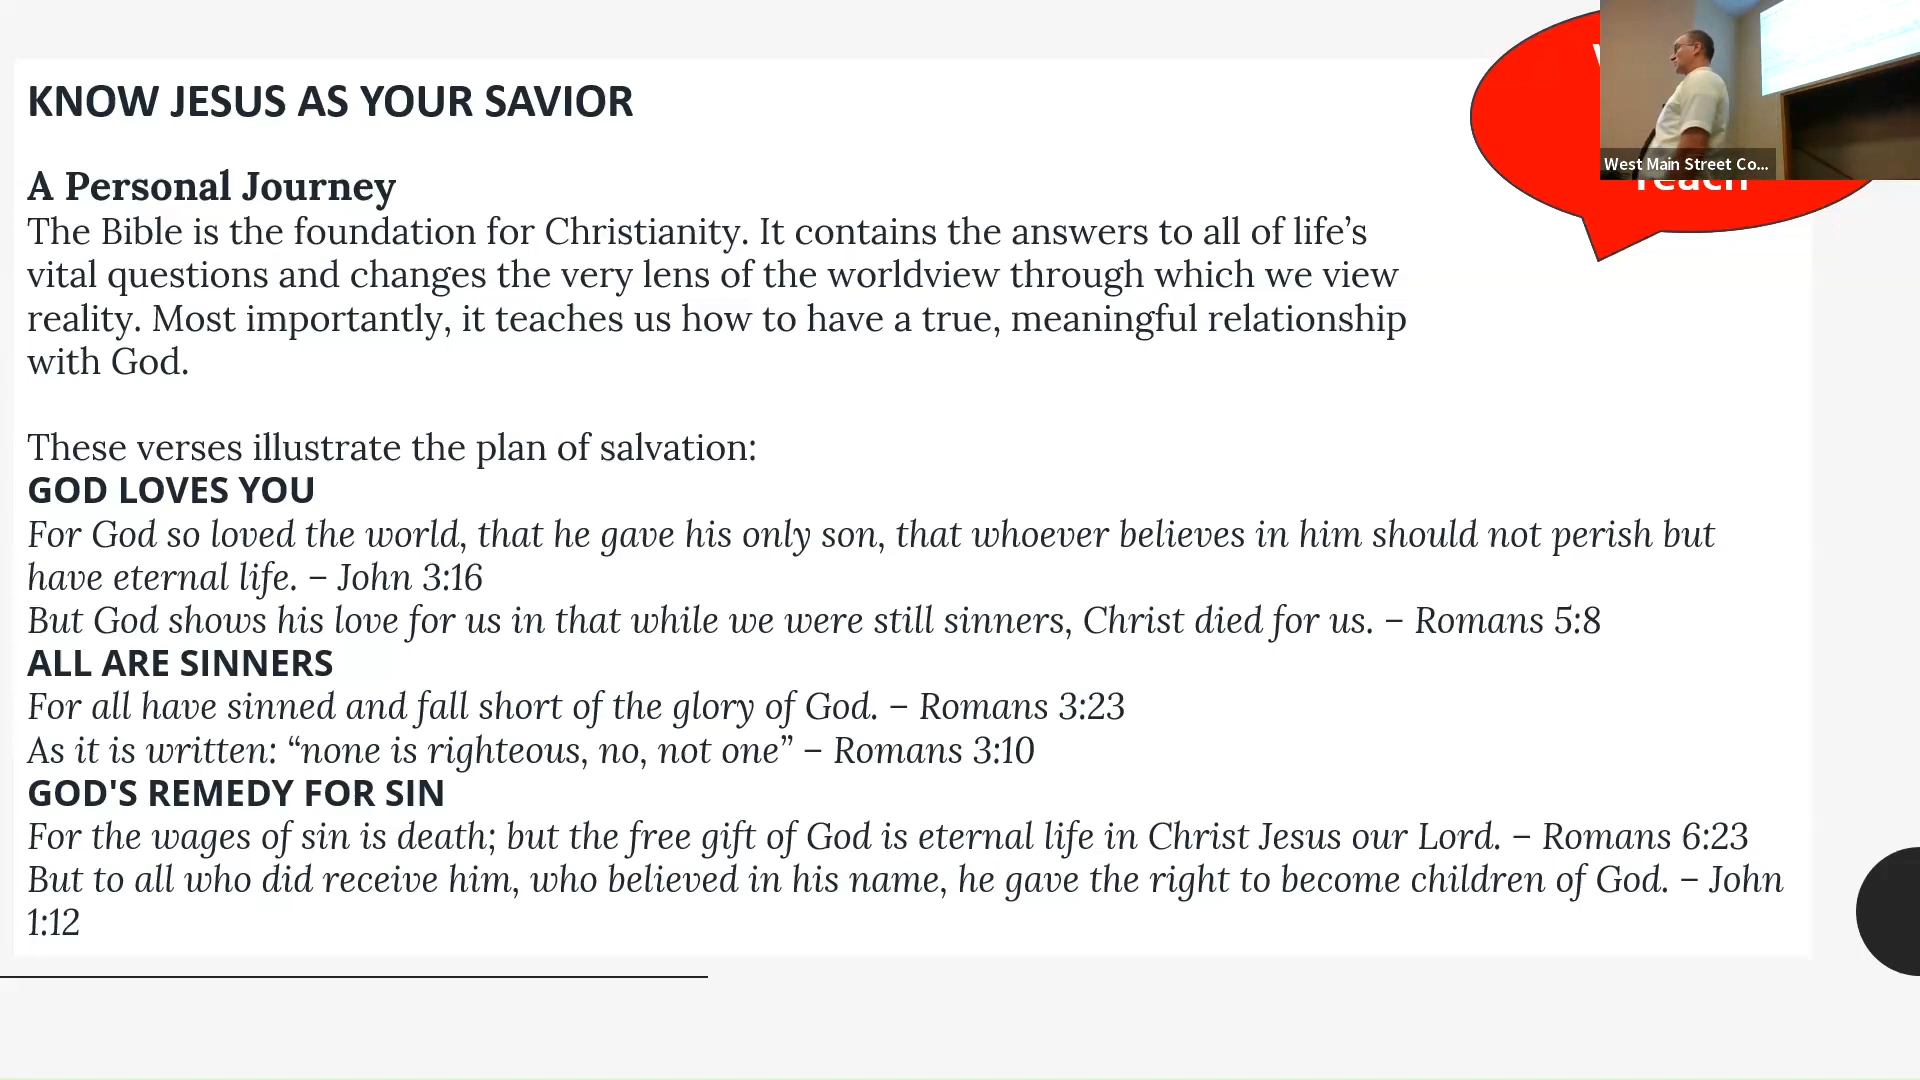 KNOW JESUS AS YOUR SAVIOR
A Personal Journey
The Bible is the foundation for Christianity. It contains the answers to all of life’s
vital questions and changes the very lens of the worldview through which we view
reality. Most importantly, it teaches us how to have a true, meaningful relationship
with God.
These verses illustrate the plan of salvation:
GOD LOVES YOU
For God so loved the world, that he gave his only son, that whoever believes in him should not perish but
have eternal life. – John 3:16
But God shows his love for us in that while we were still sinners, Christ died for us. – Romans 5:8
ALL ARE SINNERS
For all have sinned and fall short of the glory of God. – Romans 3:23
As it is written: “none is righteous, no, not one” – Romans 3:10
GOD'S REMEDY FOR SIN
For the wages of sin is death; but the free gift of God is eternal life in Christ Jesus our Lord. – Romans 6:23
But to all who did receive him, who believed in his name, he gave the right to become children of God. – John
1:12
West Main Street Co...
Teach